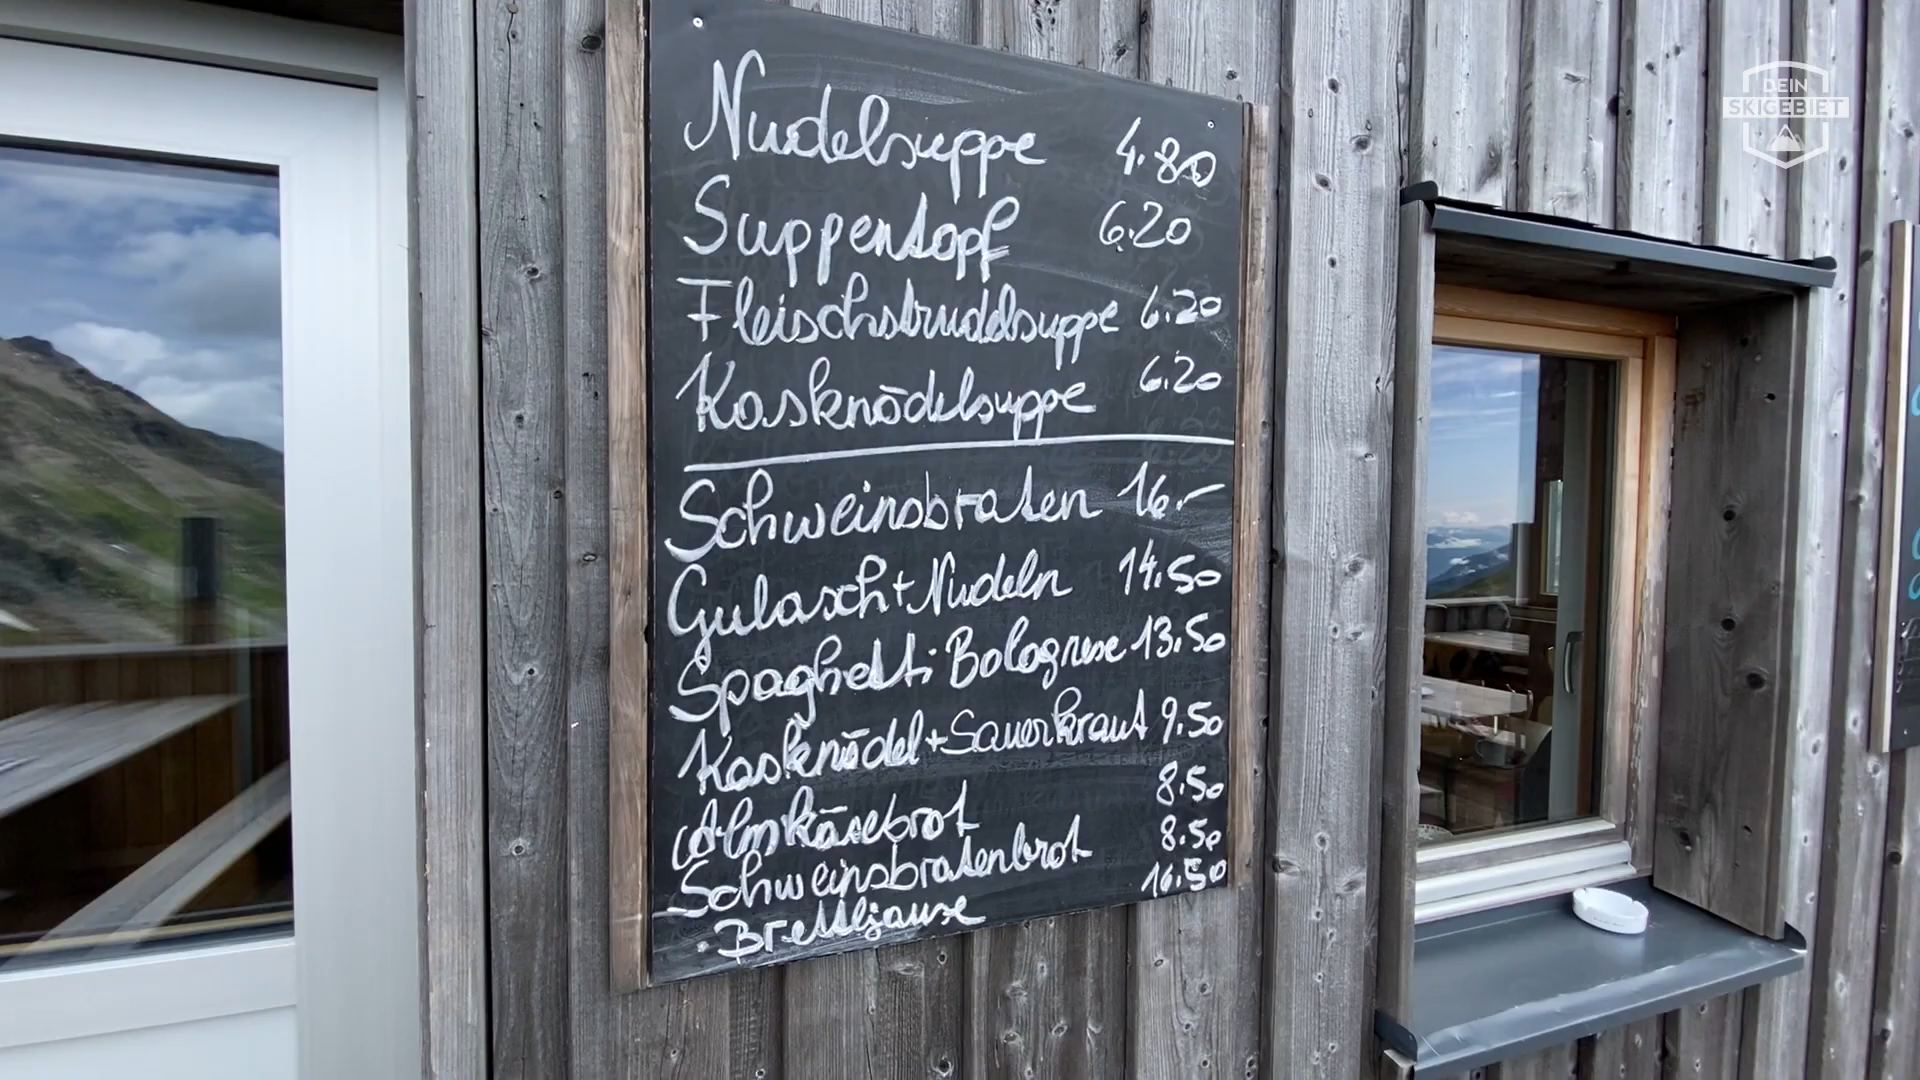 Nudelsuppe 4.80
Suppentopf 6.20
Fleischstrudelsuppe 6.20
Kasknödelsuppe 6.20
Schweinsbraten 16.-
Gulasch + Nudeln 14.50
Spaghetti Bolognese 13.50
Kasknödel + Sauerkraut 9.50
Almkäsebrot 8.50
Schweinsbratenbrot 8.50
Brettljause 16.50
DEIN
SKIGEBIET